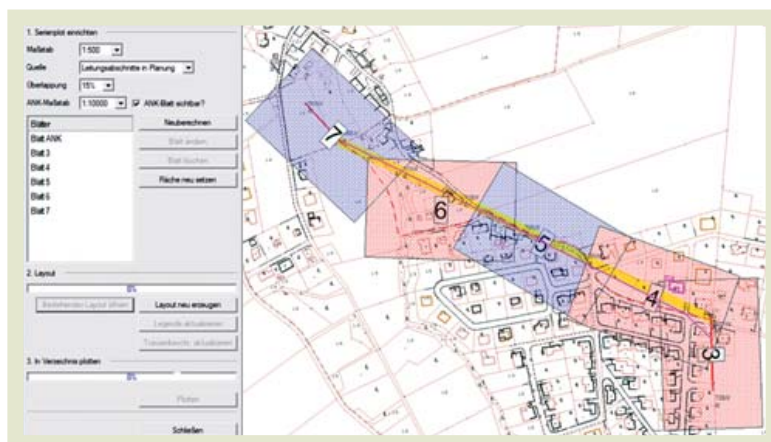 1. Serienplot einrichten
Maßstab 1:500
Quelle Leitungsabschnitte in Planung
Überlappung 15%
ANK-Maßstab 1:10000 ANK-Blatt sichtbar?
Blätter
Blatt ANK
Blatt 3
Blatt 4
Blatt 5
Blatt 6
Blatt 7
Neuberechnen
Blatt ändern
Blatt löschen
Fläche neu setzen
2. Layout
0%
Bestehendes Layout öffnen Layout neu erzeugen
Legende aktualisieren
Trassenbeschr. aktualisieren
3. In Verzeichnis plotten
0%
Plotten
Schließen
7
6
5
4
3